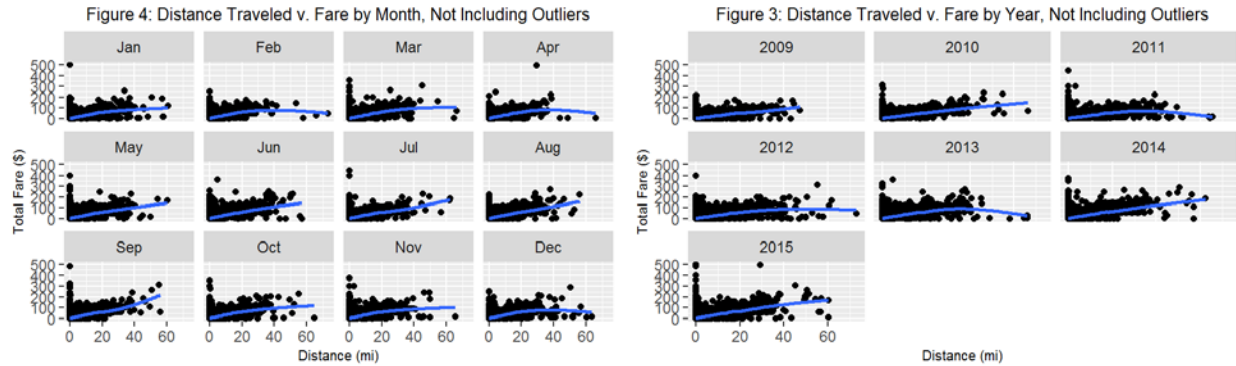 Figure 4: Distance Traveled v. Fare by Month, Not Including Outliers
Jan Feb Mar Apr
500
400
300
200
100
0
May Jun Jul Aug
500
400
300
200
100
0
Sep Oct Nov Dec
500
400
300
200
100
0
Total Fare ($)
0 20 40 60 0 20 40 60 0 20 40 60 0 20 40 60
Distance (mi)
Figure 3: Distance Traveled v. Fare by Year, Not Including Outliers
2009 2010 2011
500
400
300
200
100
0
2012 2013 2014
500
400
300
200
100
0
2015
500
400
300
200
100
0
Total Fare ($)
0 20 40 60
Distance (mi)